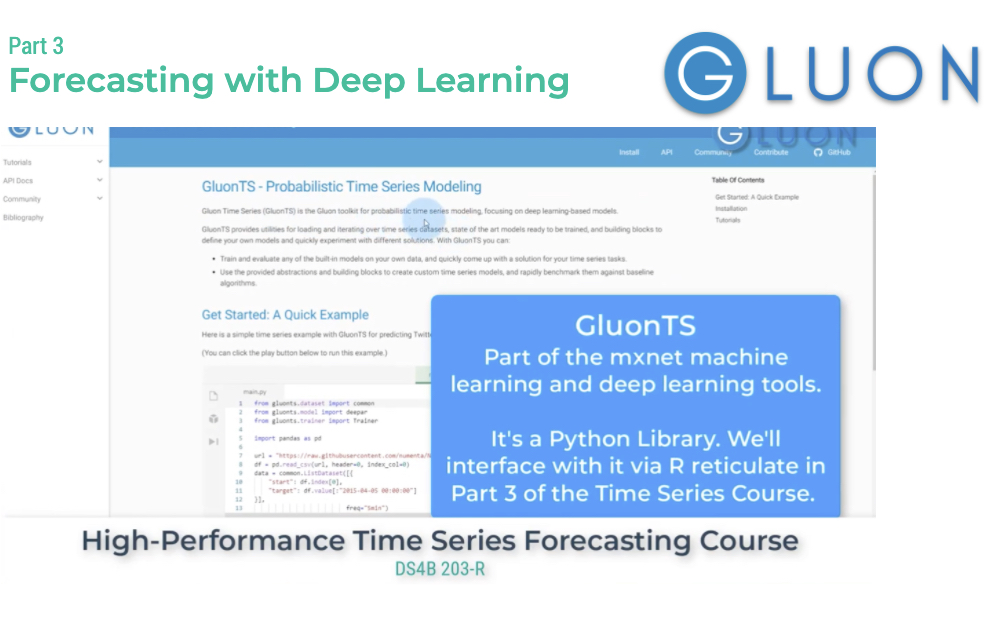 Part 3
Forecasting with Deep Learning
GLUON
GLUON
GLUON
Install API Community Contribute GitHub
Tutorials
API Docs
Community
Bibliography
GluonTS - Probabilistic Time Series Modeling
Gluon Time Series (GluonTS) is the Gluon toolkit for probabilistic time series modeling, focusing on deep learning-based models.
GluonTS provides utilities for loading and iterating over time series datasets, state of the art models ready to be trained, and building blocks to
define your own models and quickly experiment with different solutions. With GluonTS you can:
• Train and evaluate any of the built-in models on your own data, and quickly come up with a solution for your time series tasks.
• Use the provided abstractions and building blocks to create custom time series models, and rapidly benchmark them against baseline
algorithms.
Table Of Contents
Get Started: A Quick Example
Installation
Tutorials
Get Started: A Quick Example
Here is a simple time series example with GluonTS for predicting Twitt
(You can click the play button below to run this example.)
main.py
1 from gluonts.dataset import common
2 from gluonts.model import deepar
3 from gluonts.trainer import Trainer
4
5 import pandas as pd
6
7 url = "https://raw.githubusercontent.com/numenta/N
8 df = pd.read_csv(url, header=0, index_col=0)
9 data = common.ListDataset([{
10 "start": df.index[0],
11 "target": df.value[:"2015-04-05 00:00:00"]
12 }],
13 freq="5min")
GluonTS
Part of the mxnet machine
learning and deep learning tools.
It's a Python Library. We'll
interface with it via R reticulate in
Part 3 of the Time Series Course.
High-Performance Time Series Forecasting Course
DS4B 203-R